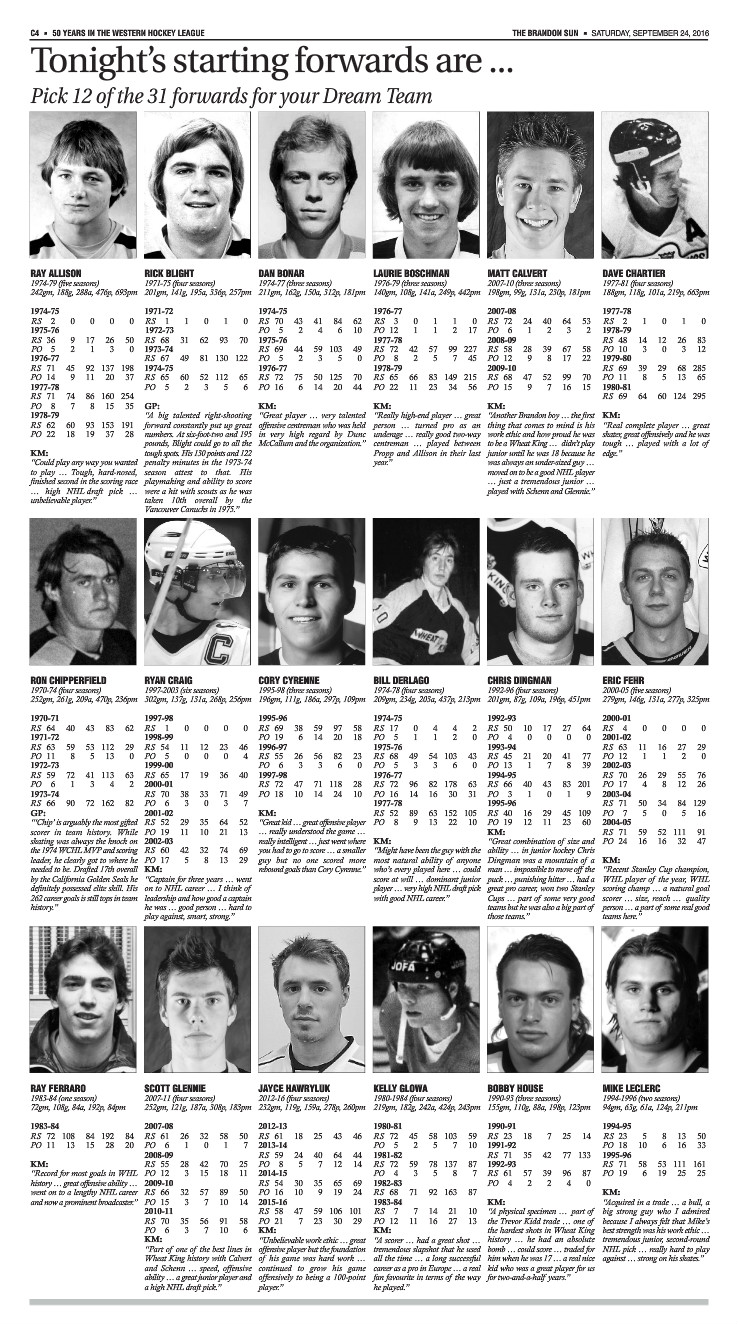 C4 ▪ 50 YEARS IN THE WESTERN HOCKEY LEAGUE
THE BRANDON SUN ▪ SATURDAY, SEPTEMBER 24, 2016
Tonight's starting forwards are ...
Pick 12 of the 31 forwards for your Dream Team
RAY ALLISON
1974-79 (five seasons)
242gm, 188g, 288a, 476p, 693pm
1974-75
RS 2 0 0 0 0
1975-76
RS 36 9 17 26 50
PO 5 2 1 3 0
1976-77
RS 71 45 92 137 198
PO 14 9 11 20 37
1977-78
RS 71 74 86 160 254
PO 8 7 8 15 35
1978-79
RS 62 60 93 153 191
PO 22 18 19 37 28
KM:
"Could play any way you wanted
to play … Tough, hard-nosed,
finished second in the scoring race
… high NHL draft pick …
unbelievable player."
RICK BLIGHT
1971-75 (four seasons)
201gm, 141g, 195a, 336p, 257pm
1971-72
RS 1 1 0 1 0
1972-73
RS 68 31 62 93 70
1973-74
RS 67 49 81 130 122
1974-75
RS 65 60 52 112 65
PO 5 2 3 5 6
GP:
"A big talented right-shooting
forward constantly put up great
numbers. At six-foot-two and 195
pounds, Blight could go to all the
tough spots. His 130 points and 122
penalty minutes in the 1973-74
season attest to that. His
playmaking and ability to score
were a hit with scouts as he was
taken 10th overall by the
Vancouver Canucks in 1975."
DAN BONAR
1974-77 (three seasons)
211gm, 162g, 150a, 312p, 181pm
1974-75
RS 70 43 41 84 62
PO 5 2 4 6 10
1975-76
RS 69 44 59 103 49
PO 5 2 3 5 0
1976-77
RS 72 75 50 125 70
PO 16 6 14 20 44
KM:
"Great player … very talented
offensive centreman who was held
in very high regard by Dunc
McCallum and the organization."
LAURIE BOSCHMAN
1976-79 (three seasons)
140gm, 108g, 141a, 249p, 442pm
1976-77
RS 3 0 1 1 0
PO 12 1 1 2 17
1977-78
RS 72 42 57 99 227
PO 8 2 5 7 45
1978-79
RS 65 66 83 149 215
PO 22 11 23 34 56
KM:
"Really high-end player … great
person … turned pro as an
underage … really good two-way
centreman … played between
Propp and Allison in their last
year."
MATT CALVERT
2007-10 (three seasons)
198gm, 99g, 131a, 230p, 181pm
2007-08
RS 72 24 40 64 53
PO 6 1 2 3 2
2008-09
RS 58 28 39 67 58
PO 12 9 8 17 22
2009-10
RS 68 47 52 99 70
PO 15 9 7 16 15
KM:
"Another Brandon boy … the first
thing that comes to mind is his
work ethic and how proud he was
to be a Wheat King … didn't play
junior until he was 18 because he
was always an under-sized guy …
moved on to be a good NHL player
… just a tremendous junior …
played with Schenn and Glennie."
DAVE CHARTIER
1977-81 (four seasons)
188gm, 118g, 101a, 219p, 663pm
1977-78
RS 2 1 0 1 0
1978-79
RS 48 14 12 26 83
PO 10 3 0 3 12
1979-80
RS 69 39 29 68 285
PO 11 8 5 13 65
1980-81
RS 69 64 60 124 295
KM:
"Real complete player … great
skater, great offensively and he was
tough … played with a lot of
edge."
RON CHIPPERFIELD
1970-74 (four seasons)
252gm, 261g, 209a, 470p, 236pm
1970-71
RS 64 40 43 83 62
1971-72
RS 63 59 53 112 29
PO 11 8 5 13 0
1972-73
RS 59 72 41 113 63
PO 6 1 3 4 2
1973-74
RS 66 90 72 162 82
GP:
"'Chip' is arguably the most gifted
scorer in team history. While
skating was always the knock on
the 1974 WCHL MVP and scoring
leader, he clearly got to where he
needed to be. Drafted 17th overall
by the California Golden Seals he
definitely possessed elite skill. His
262 career goals is still tops in team
history."
RYAN CRAIG
1997-2003 (six seasons)
302gm, 137g, 131a, 268p, 256pm
1997-98
RS 1 0 0 0 0
1998-99
RS 54 11 12 23 46
PO 5 0 0 0 4
1999-00
RS 65 17 19 36 40
2000-01
RS 70 38 33 71 49
PO 6 3 0 3 7
2001-02
RS 52 29 35 64 52
PO 19 11 10 21 13
2002-03
RS 60 42 32 74 69
PO 17 5 8 13 29
KM:
"Captain for three years … went
on to NHL career … I think of
leadership and how good a captain
he was … good person … hard to
play against, smart, strong."
CORY CYRENNE
1995-98 (three seasons)
196gm, 111g, 186a, 297p, 109pm
1995-96
RS 69 38 59 97 58
PO 19 6 14 20 18
1996-97
RS 55 26 56 82 23
PO 6 3 3 6 0
1997-98
RS 72 47 71 118 28
PO 18 10 14 24 10
KM:
"Great kid … great offensive player
… really understood the game …
really intelligent … just went where
you had to go to score … a smaller
guy but no one scored more
rebound goals than Cory Cyrenne."
BILL DERLAGO
1974-78 (four seasons)
209gm, 234g, 203a, 437p, 213pm
1974-75
RS 17 0 4 4 2
PO 5 1 1 2 0
1975-76
RS 68 49 54 103 43
PO 5 3 3 6 0
1976-77
RS 72 96 82 178 63
PO 16 14 16 30 31
1977-78
RS 52 89 63 152 105
PO 8 9 13 22 10
KM:
"Might have been the guy with the
most natural ability of anyone
who's every played here … could
score at will … dominant junior
player … very high NHL draft pick
with good NHL career."
CHRIS DINGMAN
1992-96 (four seasons)
201gm, 87g, 109a, 196p, 451pm
1992-93
RS 50 10 17 27 64
PO 4 0 0 0 0
1993-94
RS 45 21 20 41 77
PO 13 1 7 8 39
1994-95
RS 66 40 43 83 201
PO 3 1 0 1 9
1995-96
RS 40 16 29 45 109
PO 19 12 11 23 60
KM:
"Great combination of size and
ability … in junior hockey Chris
Dingman was a mountain of a
man … impossible to move off the
puck … punishing hitter … had a
great pro career, won two Stanley
Cups … part of some very good
teams but he was also a big part of
those teams."
ERIC FEHR
2000-05 (five seasons)
279gm, 146g, 131a, 277p, 325pm
2000-01
RS 4 0 0 0 0
2001-02
RS 63 11 16 27 29
PO 12 1 1 2 0
2002-03
RS 70 26 29 55 76
PO 17 4 8 12 26
2003-04
RS 71 50 34 84 129
PO 7 5 0 5 16
2004-05
RS 71 59 52 111 91
PO 24 16 16 32 47
KM:
"Recent Stanley Cup champion,
WHL player of the year, WHL
scoring champ … a natural goal
scorer … size, reach … quality
person … a part of some real good
teams here."
RAY FERRARO
1983-84 (one season)
72gm, 108g, 84a, 192p, 84pm
1983-84
RS 72 108 84 192 84
PO 11 13 15 28 20
KM:
"Record for most goals in WHL
history … great offensive ability …
went on to a lengthy NHL career
and now a prominent broadcaster."
SCOTT GLENNIE
2007-11 (four seasons)
252gm, 121g, 187a, 308p, 183pm
2007-08
RS 61 26 32 58 50
PO 6 1 0 1 7
2008-09
RS 55 28 42 70 25
PO 12 3 15 18 11
2009-10
RS 66 32 57 89 50
PO 15 3 7 10 14
2010-11
RS 70 35 56 91 58
PO 6 3 7 10 6
KM:
"Part of one of the best lines in
Wheat King history with Calvert
and Schenn … speed, offensive
ability … a great junior player and
a high NHL draft pick."
JAYCE HAWRYLUK
2012-16 (four seasons)
232gm, 119g, 159a, 278p, 260pm
2012-13
RS 61 18 25 43 46
2013-14
RS 59 24 40 64 44
PO 8 5 7 12 14
2014-15
RS 54 30 35 65 69
PO 16 10 9 19 24
2015-16
RS 58 47 59 106 101
PO 21 7 23 30 29
KM:
"Unbelievable work ethic … great
offensive player but the foundation
of his game was hard work …
continued to grow his game
offensively to being a 100-point
player."
KELLY GLOWA
1980-1984 (four seasons)
219gm, 182g, 242a, 424p, 243pm
1980-81
RS 72 45 58 103 59
PO 5 2 5 7 10
1981-82
RS 72 59 78 137 87
PO 4 3 5 8 7
1982-83
RS 68 71 92 163 87
1983-84
RS 7 7 14 21 10
PO 12 11 16 27 13
KM:
"A scorer … had a great shot …
tremendous slapshot that he used
all the time … a long successful
career as a pro in Europe … a real
fan favourite in terms of the way
he played."
BOBBY HOUSE
1990-93 (three seasons)
155gm, 110g, 88a, 198p, 123pm
1990-91
RS 23 18 7 25 14
1991-92
RS 71 35 42 77 133
1992-93
RS 61 57 39 96 87
PO 4 2 2 4 0
KM:
"A physical specimen … part of
the Trevor Kidd trade … one of
the hardest shots in Wheat King
history … he had an absolute
bomb … could score … traded for
him when he was 17 … a real nice
kid who was a great player for us
for two-and-a-half years."
MIKE LECLERC
1994-1996 (two seasons)
94gm, 63g, 61a, 124p, 211pm
1994-95
RS 23 5 8 13 50
PO 18 10 6 16 33
1995-96
RS 71 58 53 111 161
PO 19 6 19 25 25
KM:
"Acquired in a trade … a bull, a
big strong guy who I admired
because I always felt that Mike's
best strength was his work ethic …
tremendous junior, second-round
NHL pick … really hard to play
against … strong on his skates."